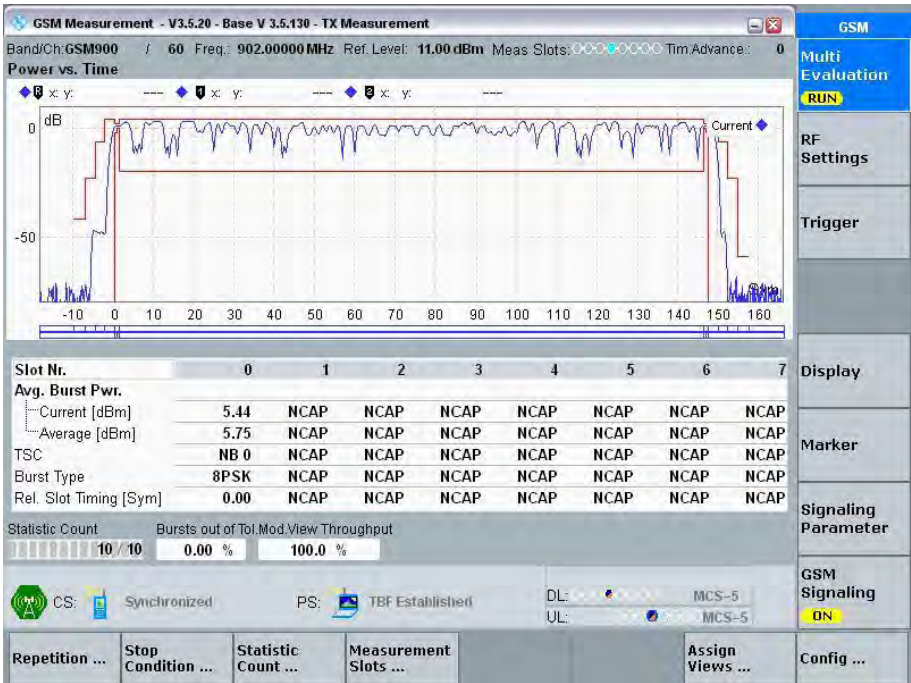 GSM Measurement - V3.5.20 - Base V 3.5.130 - TX Measurement
GSM
Band/Ch:GSM900 / 60 Freq.: 902.00000 MHz Ref. Level: 11.00 dBm Meas Slots: Tim.Advance.: 0
Multi Evaluation
RUN
Power vs. Time
R x: y: --- 1 x: y: --- 2 x: y: ---
dB
Current
0
-50
-10 0 10 20 30 40 50 60 70 80 90 100 110 120 130 140 150 160
RF Settings
Trigger
Slot Nr. 0 1 2 3 4 5 6 7
Display
Avg. Burst Pwr.
Current [dBm] 5.44 NCAP NCAP NCAP NCAP NCAP NCAP NCAP
Average [dBm] 5.75 NCAP NCAP NCAP NCAP NCAP NCAP NCAP
Marker
TSC NB 0 NCAP NCAP NCAP NCAP NCAP NCAP NCAP
Burst Type 8PSK NCAP NCAP NCAP NCAP NCAP NCAP NCAP
Rel. Slot Timing [Sym] 0.00 NCAP NCAP NCAP NCAP NCAP NCAP NCAP
Signaling Parameter
Statistic Count Bursts out of Tol. Mod.View Throughput
10 / 10 0.00 % 100.0 %
GSM Signaling
ON
CS: Synchronized PS: TBF Established DL: MCS-5
UL: MCS-5
Repetition ... Stop Condition ... Statistic Count ... Measurement Slots ... Assign Views ... Config ...